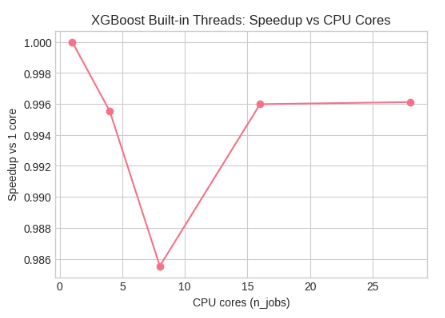 XGBoost Built-in Threads: Speedup vs CPU Cores
Speedup vs 1 core
1.000
0.998
0.996
0.994
0.992
0.990
0.988
0.986
0 5 10 15 20 25
CPU cores (n_jobs)